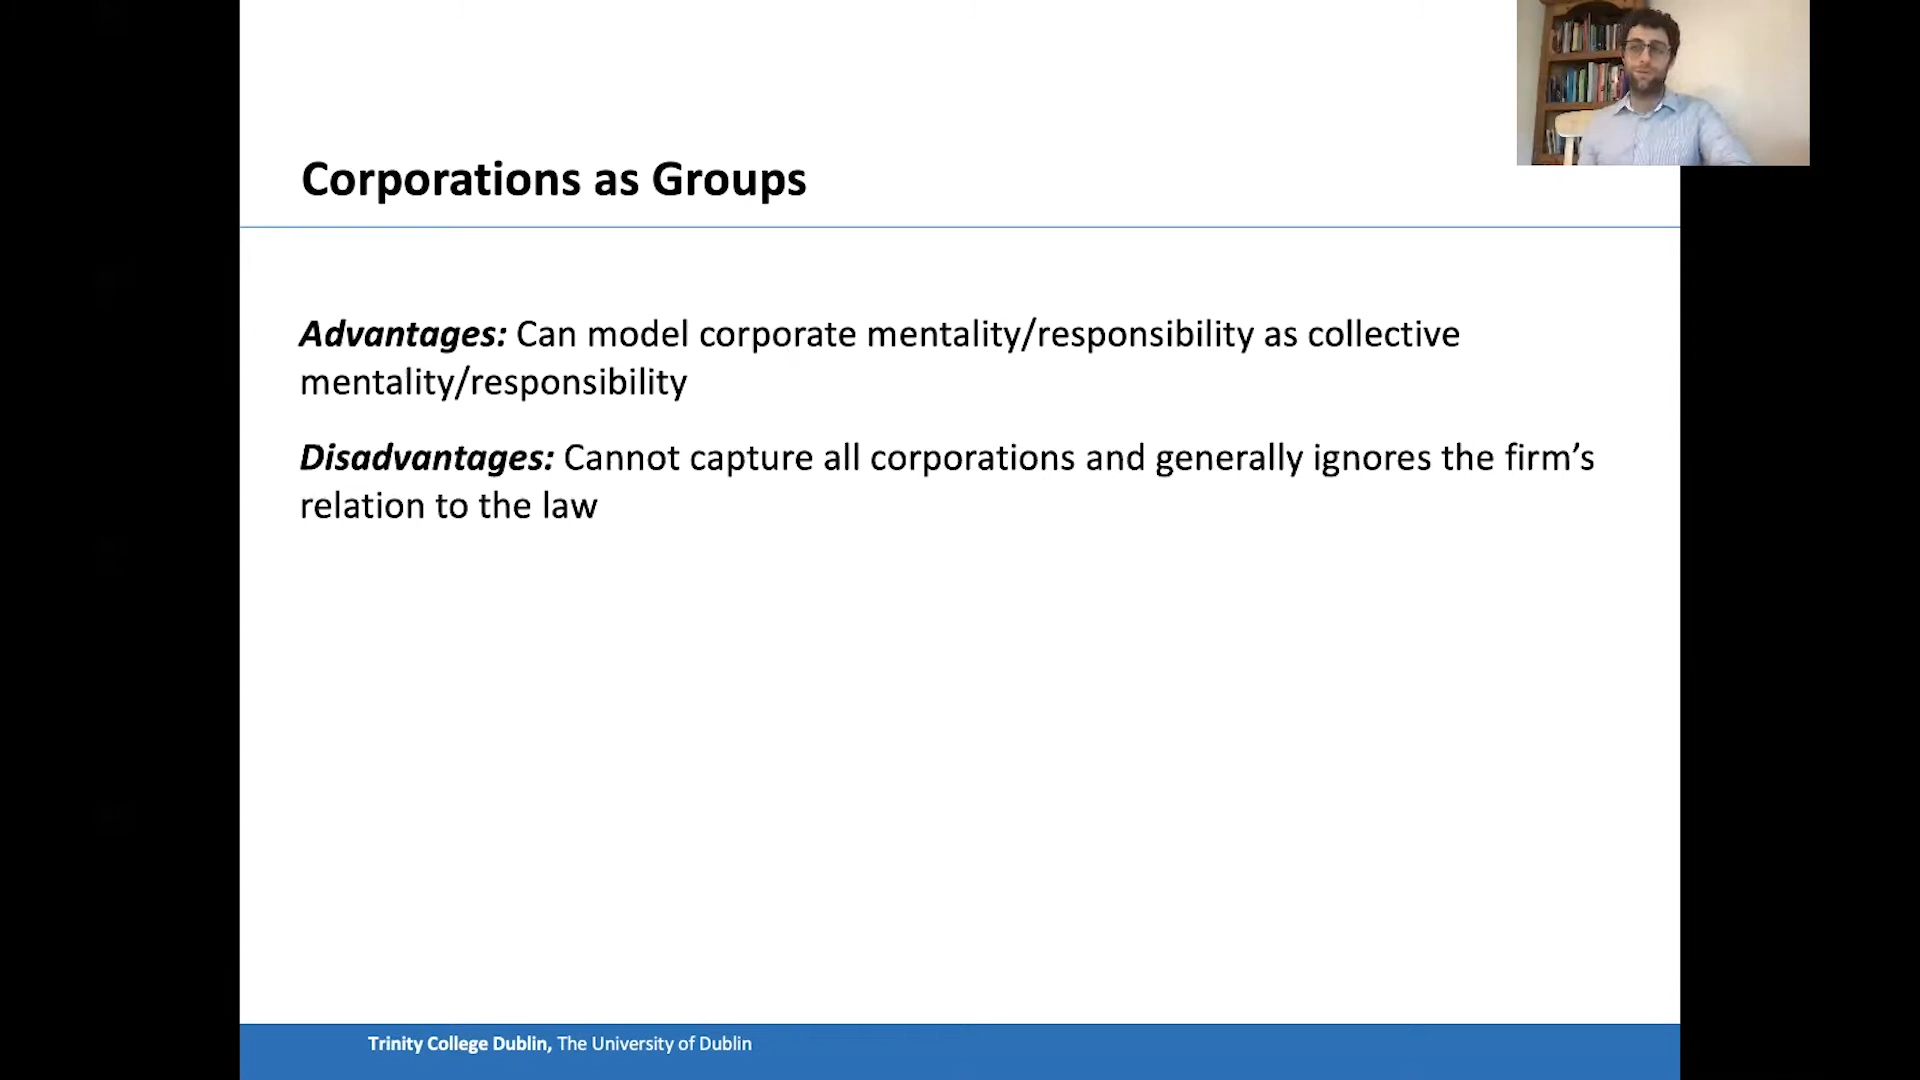 Corporations as Groups
Advantages: Can model corporate mentality/responsibility as collective
mentality/responsibility
Disadvantages: Cannot capture all corporations and generally ignores the firm’s
relation to the law
Trinity College Dublin, The University of Dublin